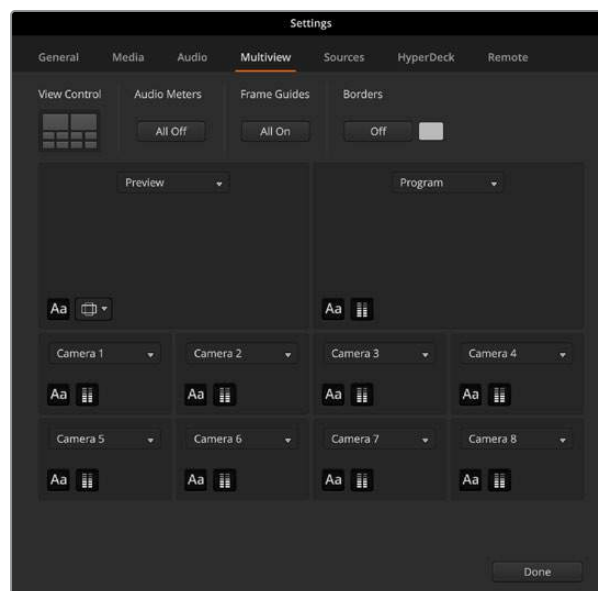 Settings
General Media Audio Multiview Sources HyperDeck Remote
View Control Audio Meters Frame Guides Borders
All Off All On Off
Preview Program
Aa Aa
Camera 1 Camera 2 Camera 3 Camera 4
Aa Aa Aa Aa
Camera 5 Camera 6 Camera 7 Camera 8
Aa Aa Aa Aa
Done